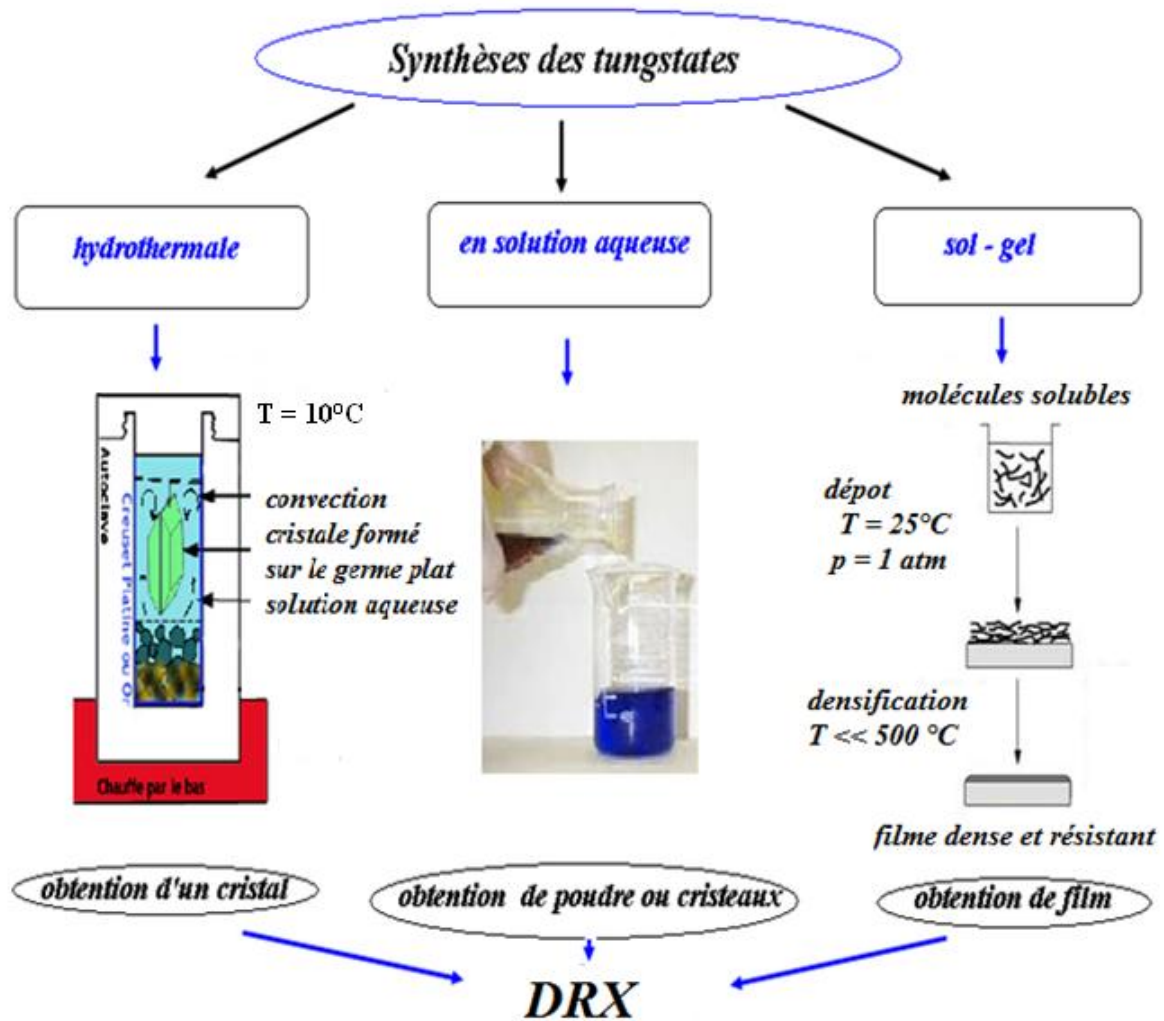 Synthèses des tungstates
hydrothermale
en solution aqueuse
sol - gel
T = 10°C
Autoclave
Creuset Platine ou Or
convection
cristale formé
sur le germe plat
solution aqueuse
Chauffe par le bas
molécules solubles
dépot
T = 25°C
p = 1 atm
densification
T << 500 °C
filme dense et résistant
obtention d'un cristal
obtention de poudre ou cristeaux
obtention de film
DRX